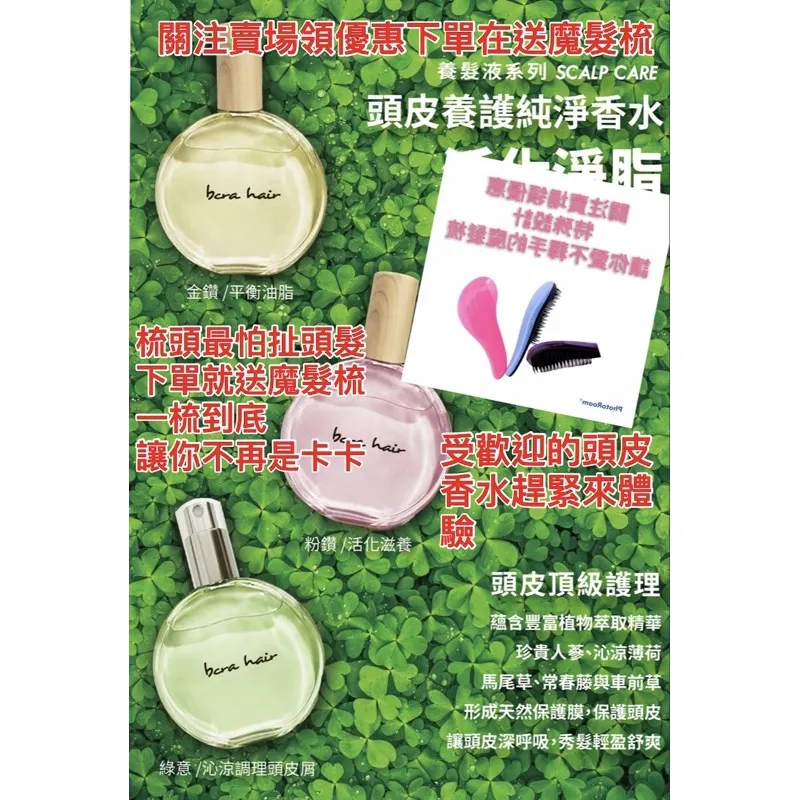 關注賣場領優惠下單在送魔髮梳
養髮液系列 SCALP CARE
頭皮養護純淨香水
活化淨脂
關注賣場領優惠
特殊設計
讓你愛不釋手的魔髮梳
PhotoRoom
bcra hair
金鑽 /平衡油脂
梳頭最怕扯頭髮
下單就送魔髮梳
一梳到底
讓你不再是卡卡
bcra hair
受歡迎的頭皮
香水趕緊來體
驗
粉鑽 /活化滋養
頭皮頂級護理
蘊含豐富植物萃取精華
珍貴人蔘、沁涼薄荷
馬尾草、常春藤與車前草
形成天然保護膜，保護頭皮
讓頭皮深呼吸，秀髮輕盈舒爽
bcra hair
綠意 /沁涼調理頭皮屑